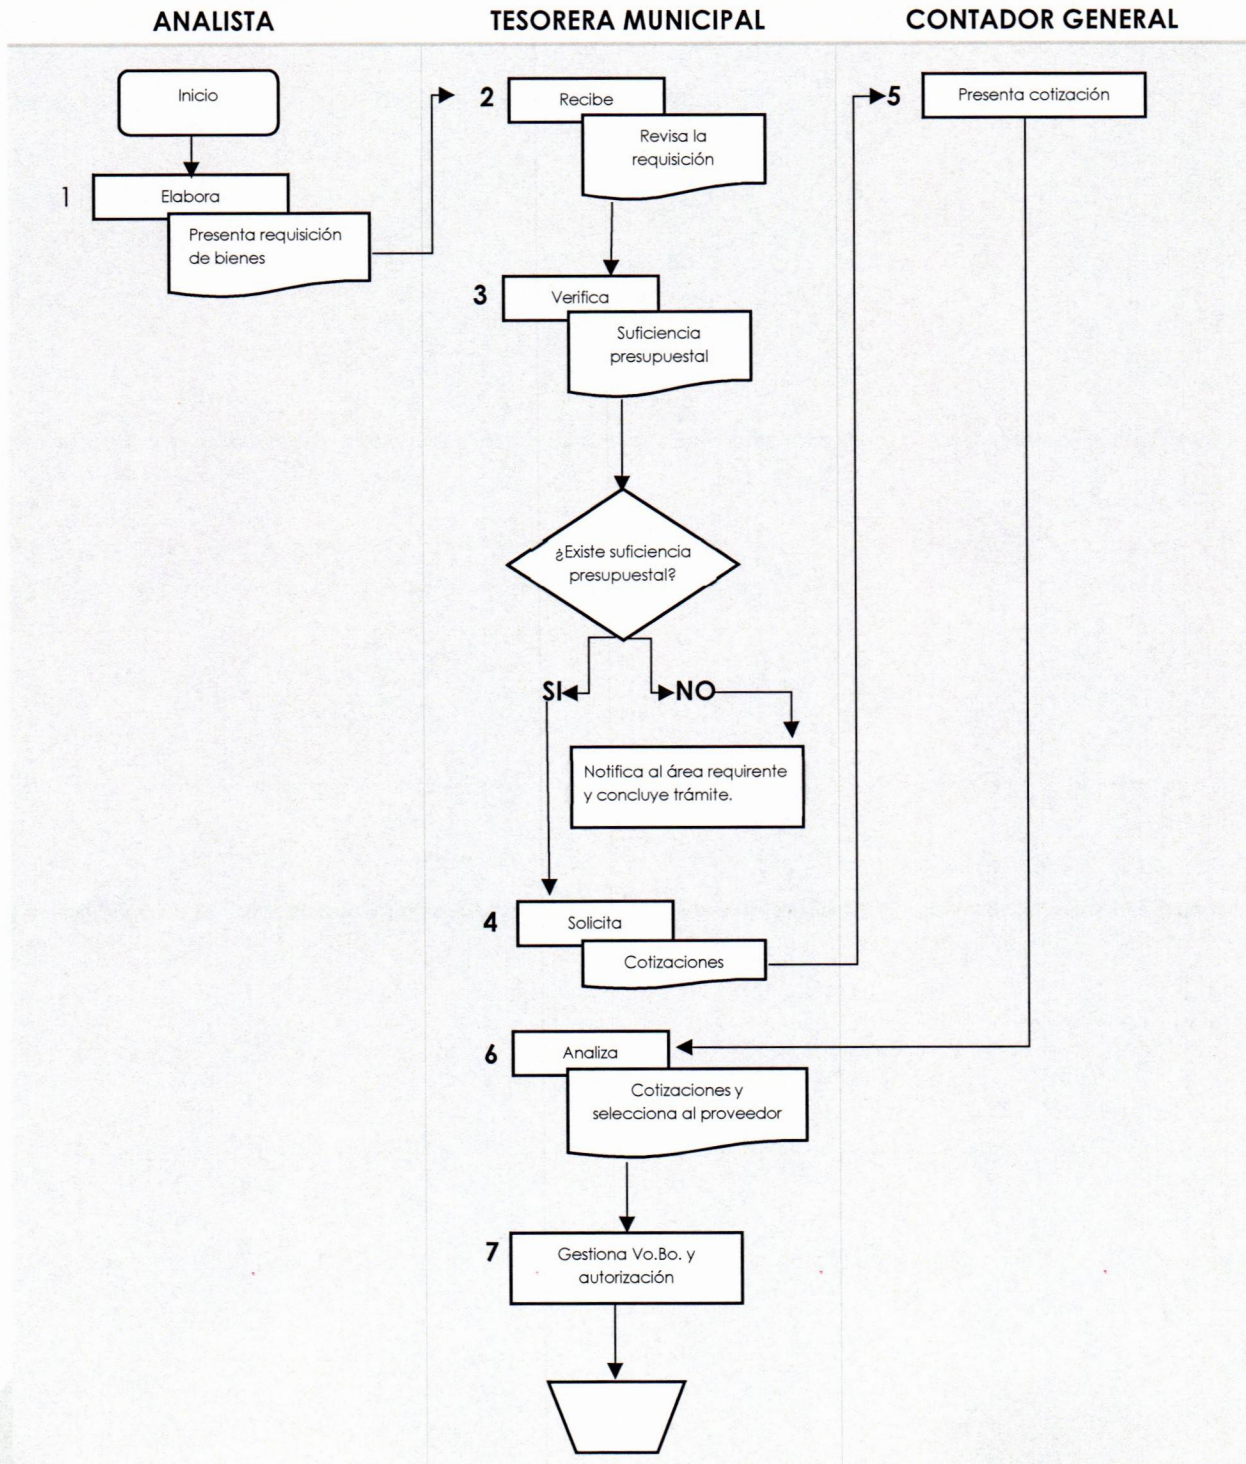 ANALISTA
TESORERA MUNICIPAL
CONTADOR GENERAL
Inicio
1
Elabora
Presenta requisición
de bienes
2
Recibe
Revisa la
requisición
3
Verifica
Suficiencia
presupuestal
¿Existe suficiencia
presupuestal?
SI
NO
Notifica al área requirente
y concluye trámite.
4
Solicita
Cotizaciones
5
Presenta cotización
6
Analiza
Cotizaciones y
selecciona al proveedor
7
Gestiona Vo.Bo. y
autorización